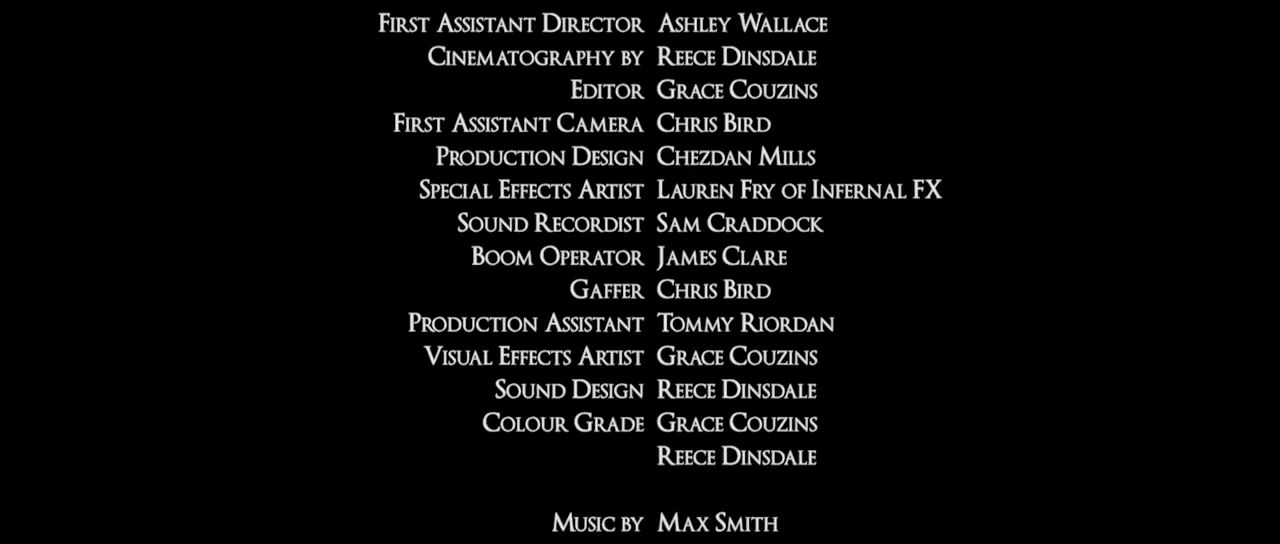 First Assistant Director Ashley Wallace
Cinematography by Reece Dinsdale
Editor Grace Couzins
First Assistant Camera Chris Bird
Production Design Chezdan Mills
Special Effects Artist Lauren Fry of Infernal FX
Sound Recordist Sam Craddock
Boom Operator James Clare
Gaffer Chris Bird
Production Assistant Tommy Riordan
Visual Effects Artist Grace Couzins
Sound Design Reece Dinsdale
Colour Grade Grace Couzins
Reece Dinsdale
Music by Max Smith